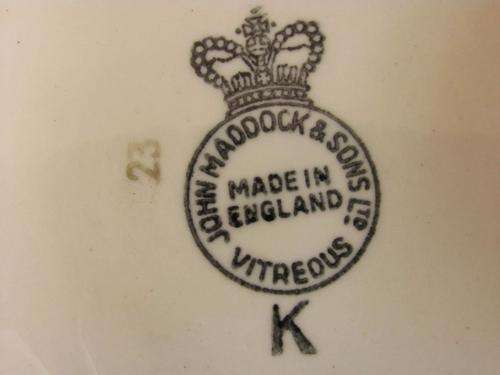 JOHN MADDOCK & SONS LTD.
MADE IN
ENGLAND
VITREOUS
K
23